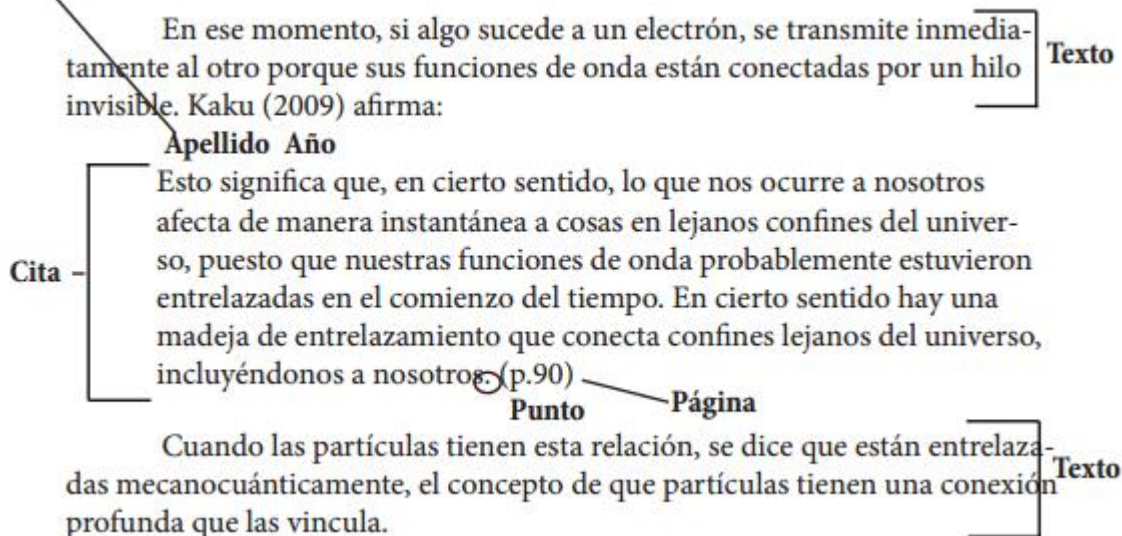 En ese momento, si algo sucede a un electrón, se transmite inmedia-
tamente al otro porque sus funciones de onda están conectadas por un hilo
invisible. Kaku (2009) afirma:
Texto
Apellido Año
Esto significa que, en cierto sentido, lo que nos ocurre a nosotros
afecta de manera instantánea a cosas en lejanos confines del univer-
so, puesto que nuestras funciones de onda probablemente estuvieron
entrelazadas en el comienzo del tiempo. En cierto sentido hay una
madeja de entrelazamiento que conecta confines lejanos del universo,
incluyéndonos a nosotros. (p.90)
Cita
Punto
Página
Cuando las partículas tienen esta relación, se dice que están entrelaza-
das mecanocuánticamente, el concepto de que partículas tienen una conexión
profunda que las vincula.
Texto